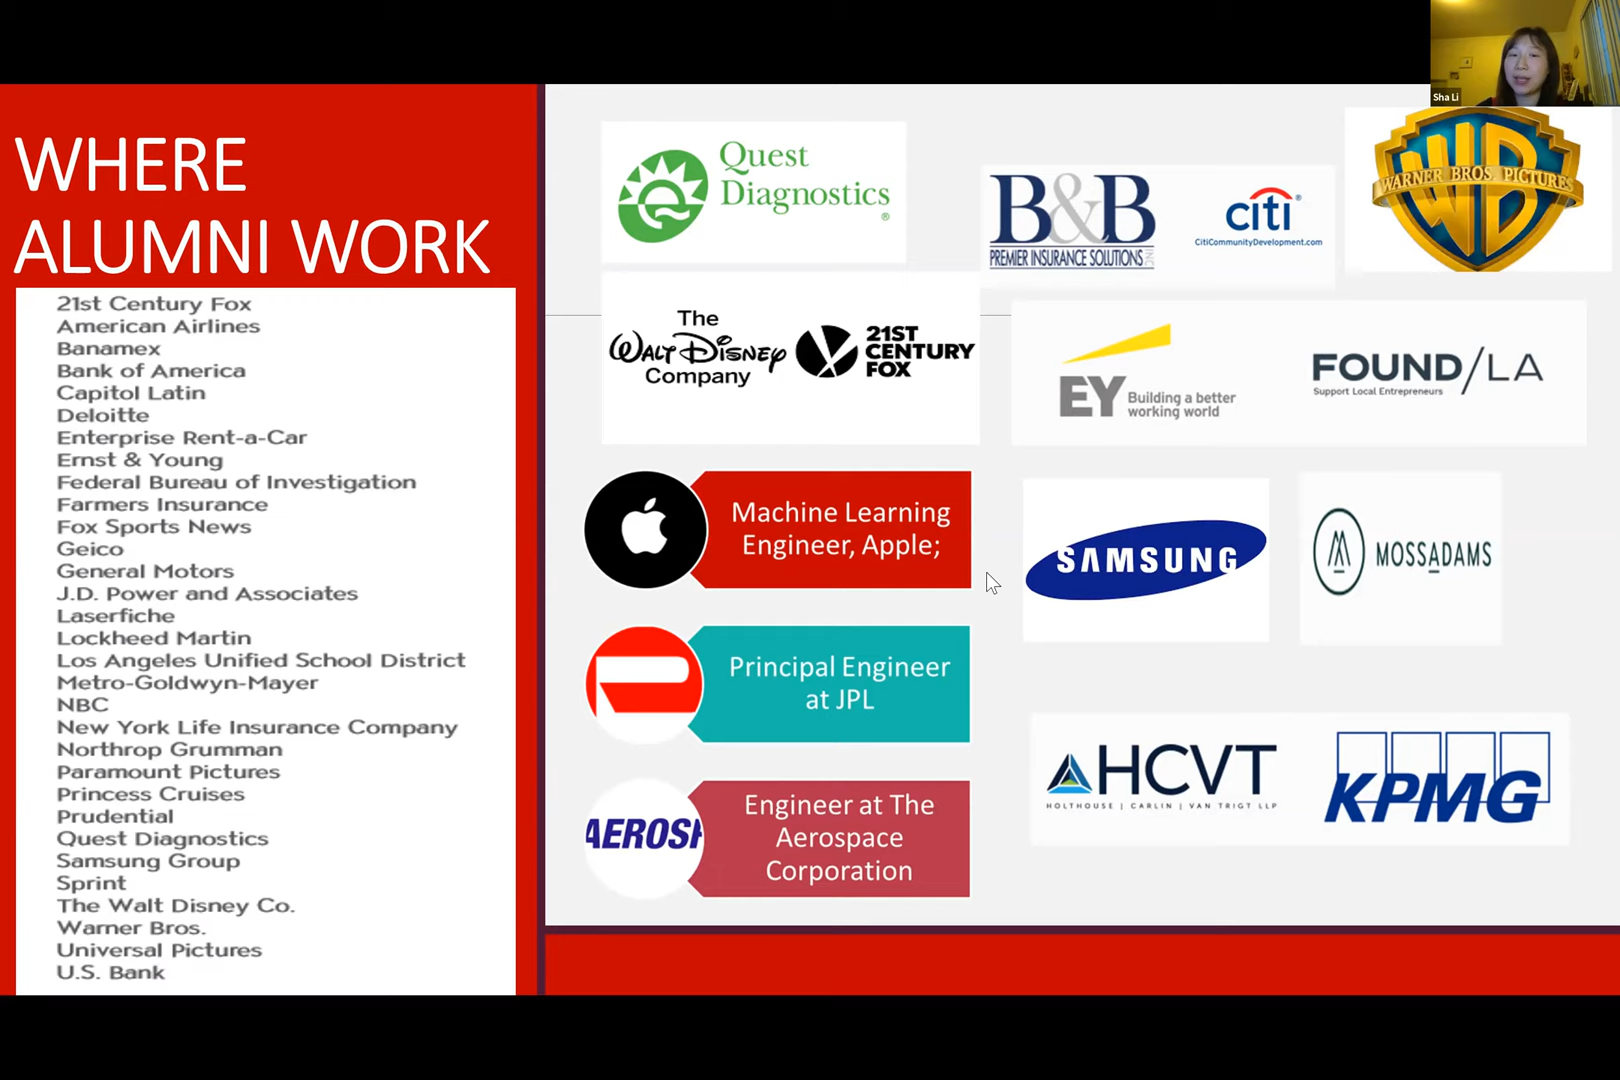 Sha Li
WHERE
ALUMNI WORK
21st Century Fox
American Airlines
Banamex
Bank of America
Capitol Latin
Deloitte
Enterprise Rent-a-Car
Ernst & Young
Federal Bureau of Investigation
Farmers Insurance
Fox Sports News
Geico
General Motors
J.D. Power and Associates
Laserfiche
Lockheed Martin
Los Angeles Unified School District
Metro-Goldwyn-Mayer
NBC
New York Life Insurance Company
Northrop Grumman
Paramount Pictures
Princess Cruises
Prudential
Quest Diagnostics
Samsung Group
Sprint
The Walt Disney Co.
Warner Bros.
Universal Pictures
U.S. Bank
Quest
Diagnostics®
B&B
PREMIER INSURANCE SOLUTIONS INC
citi®
CitiCommunityDevelopment.com
WB
WARNER BROS. PICTURES
The
WALT DISNEY
Company
21ST
CENTURY
FOX
EY
Building a better
working world
FOUND/LA
Support Local Entrepreneurs
Machine Learning
Engineer, Apple;
SAMSUNG
MOSSADAMS
Principal Engineer
at JPL
AEROSP
Engineer at The
Aerospace
Corporation
HCVT
HOLTHOUSE | CARLIN | VAN TRIGT LLP
KPMG